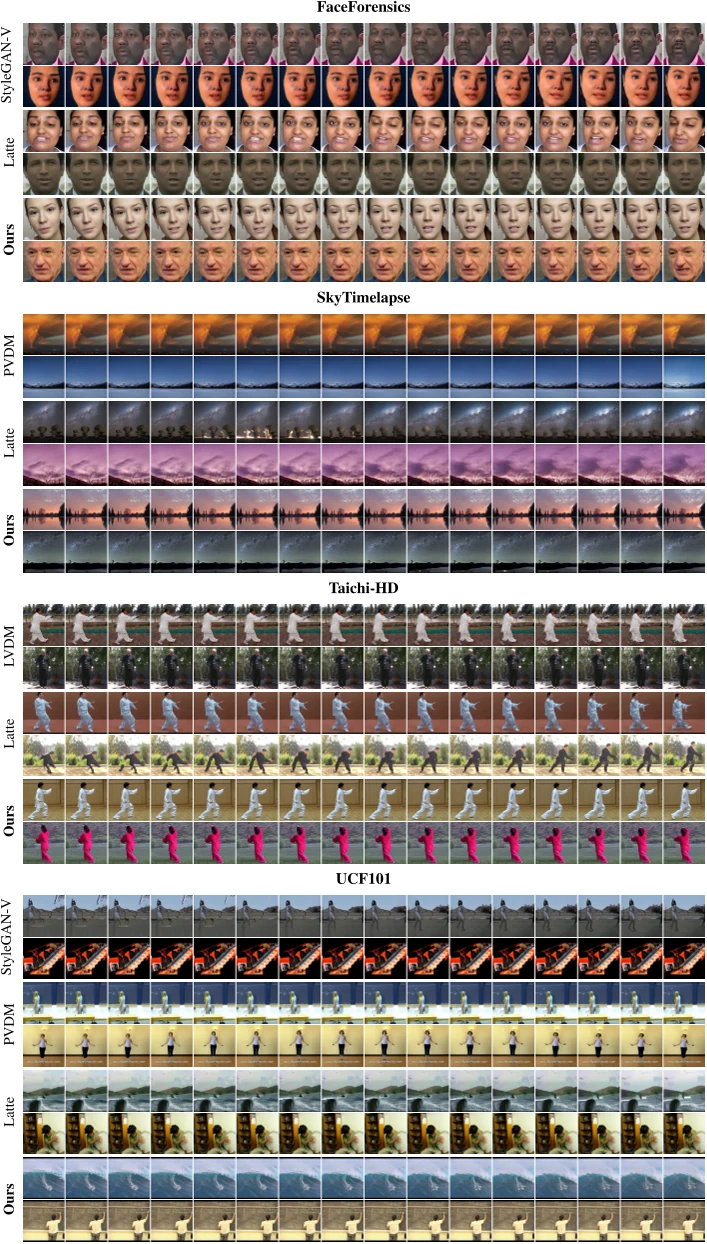 FaceForensics
StyleGAN-V
Latte
Ours
SkyTimelapse
PVDM
Latte
Ours
Taichi-HD
LVDM
Latte
Ours
UCF101
StyleGAN-V
PVDM
Latte
Ours